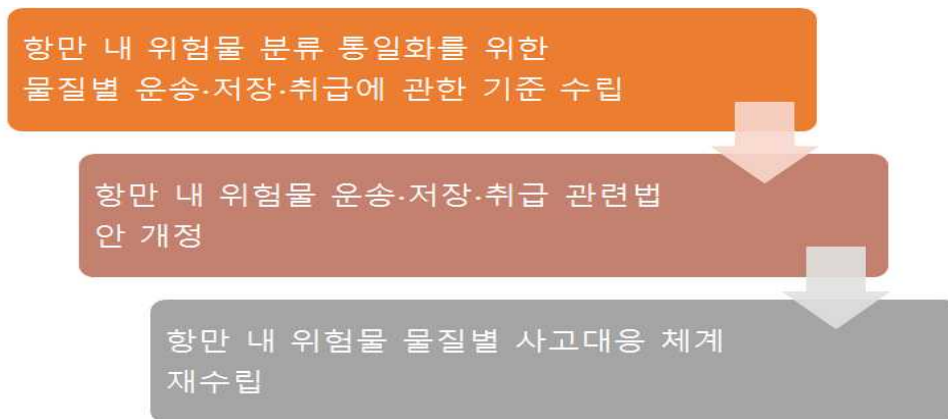 항만 내 위험물 분류 통일화를 위한
물질별 운송·저장·취급에 관한 기준 수립
항만 내 위험물 운송·저장·취급 관련법
안 개정
항만 내 위험물 물질별 사고대응 체계
재수립